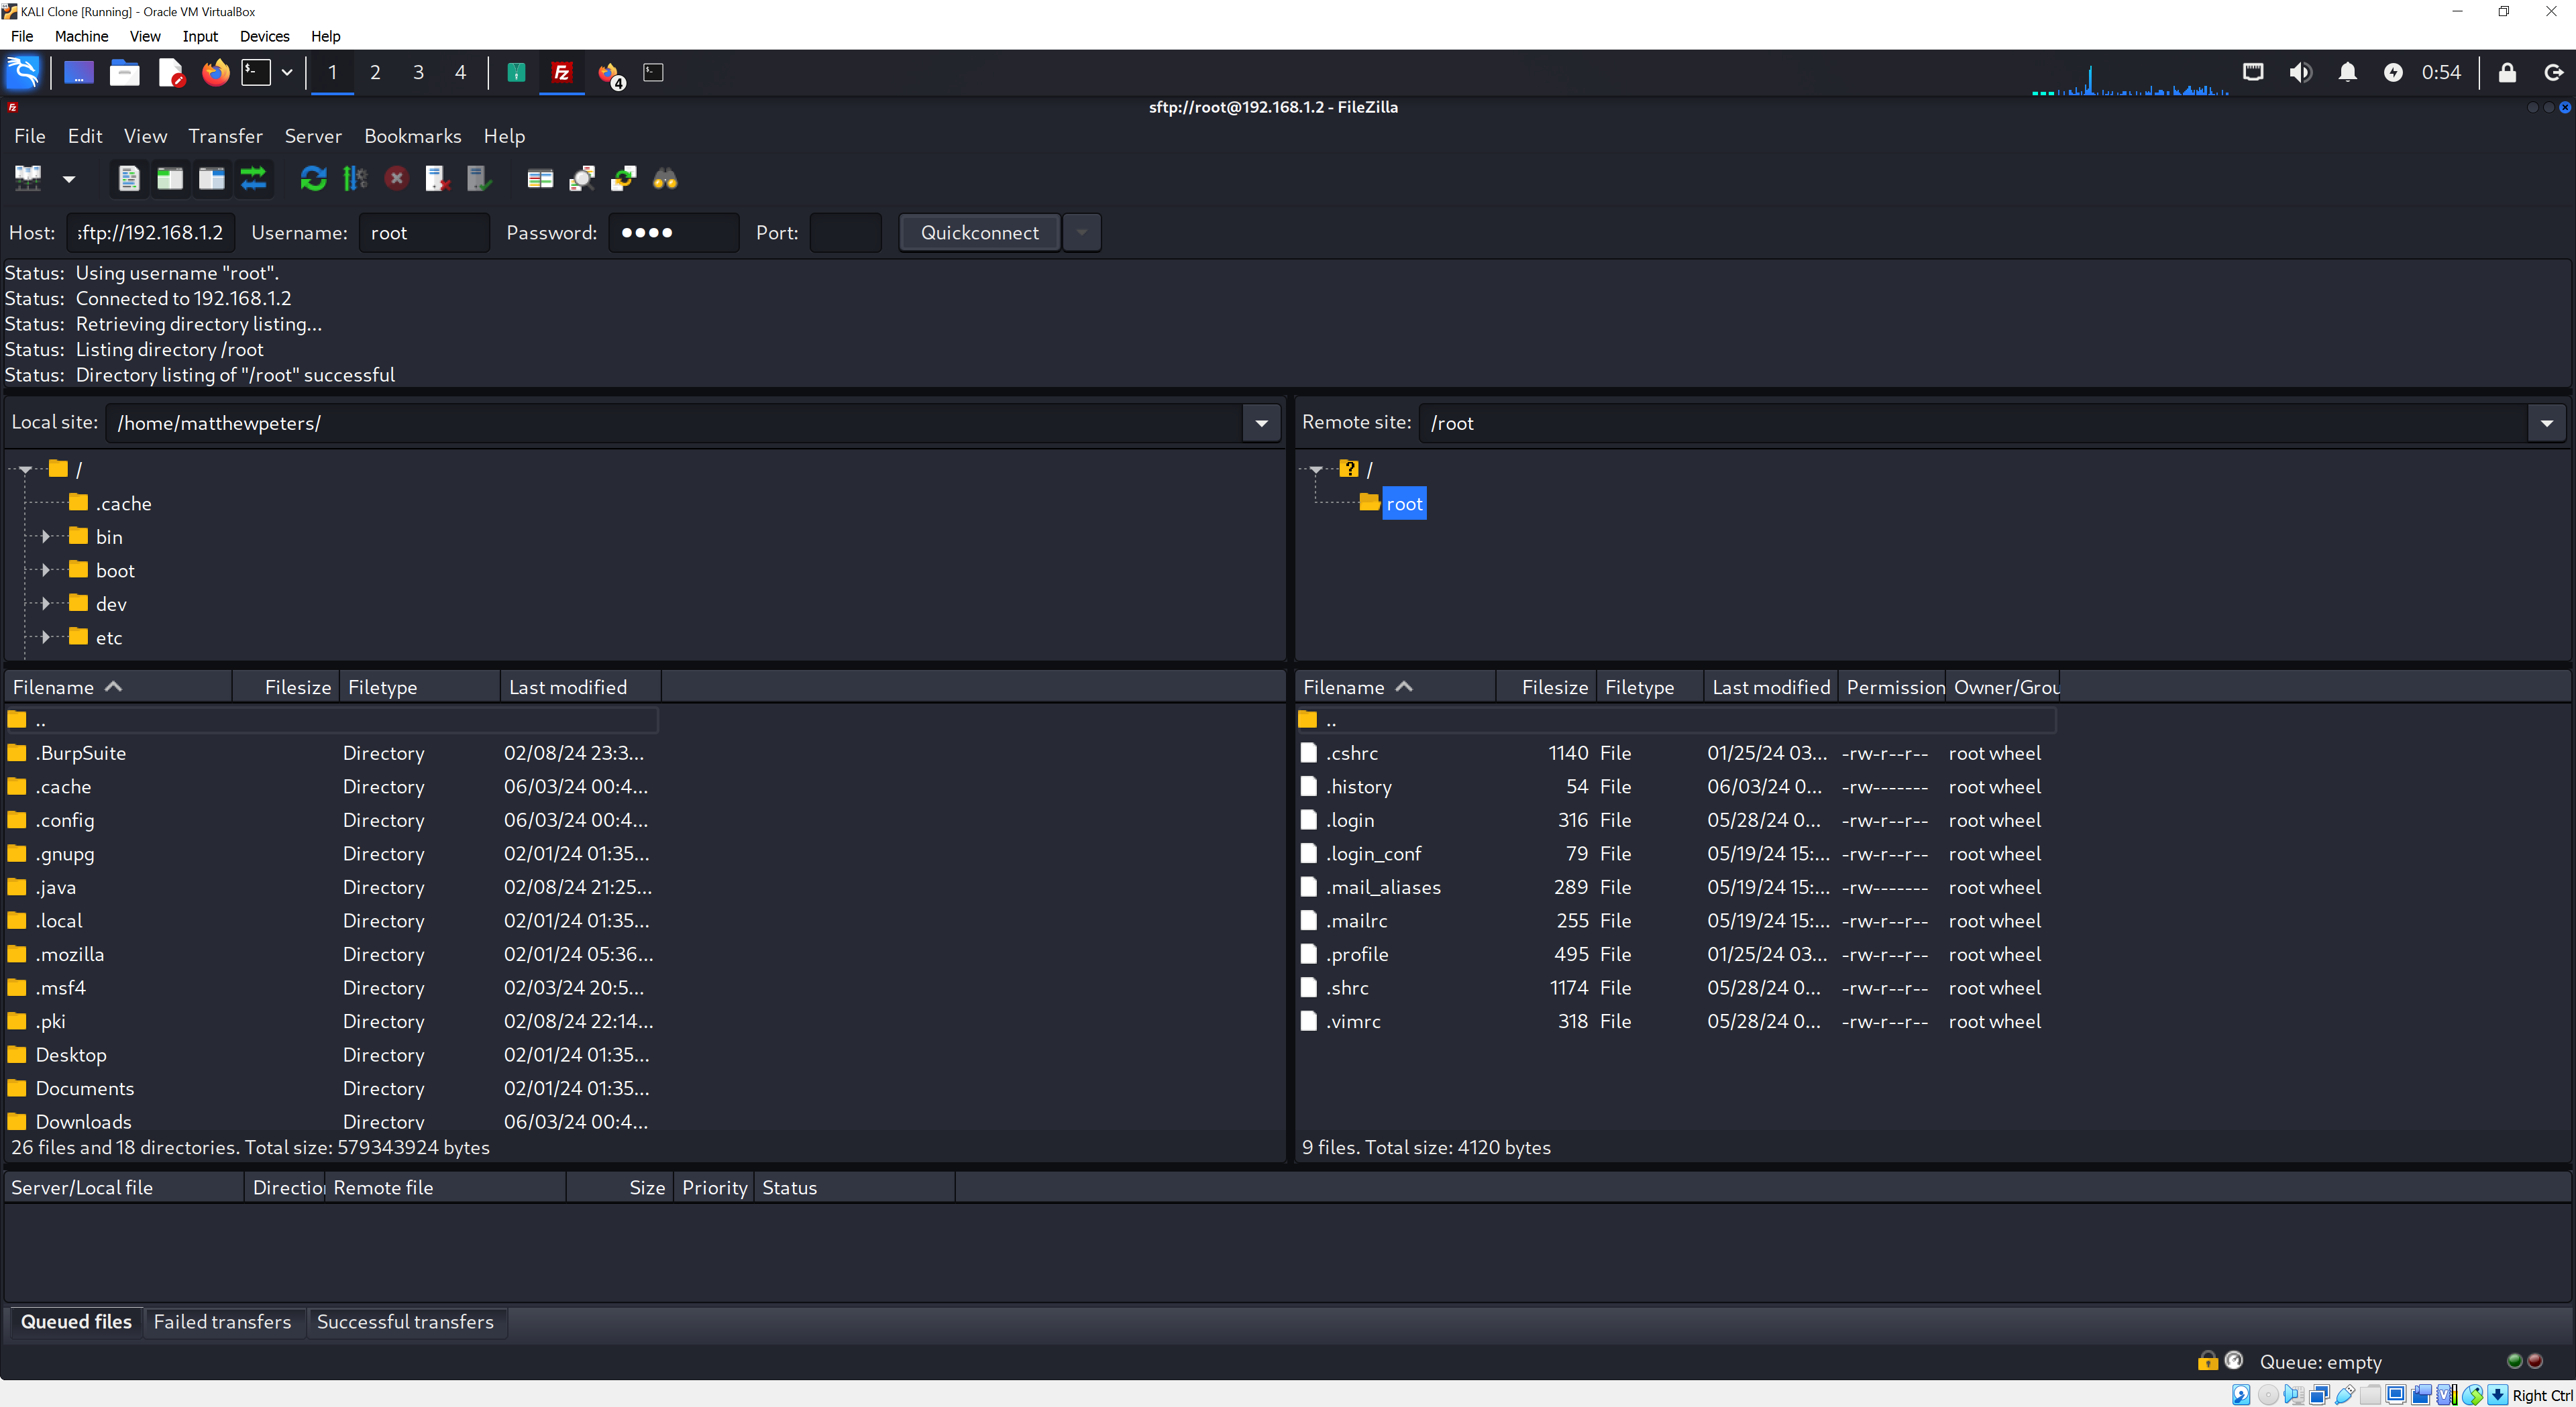 KALI Clone [Running] - Oracle VM VirtualBox
File Machine View Input Devices Help
1 2 3 4 4 0:54
sftp://root@192.168.1.2 - FileZilla
File Edit View Transfer Server Bookmarks Help
Host: sftp://192.168.1.2 Username: root Password: ●●●● Port: Quickconnect
Status: Using username "root".
Status: Connected to 192.168.1.2
Status: Retrieving directory listing...
Status: Listing directory /root
Status: Directory listing of "/root" successful
Local site: /home/matthewpeters/
/
.cache
bin
boot
dev
etc
Remote site: /root
/
root
Filename Filesize Filetype Last modified
..
.BurpSuite Directory 02/08/24 23:3...
.cache Directory 06/03/24 00:4...
.config Directory 06/03/24 00:4...
.gnupg Directory 02/01/24 01:35...
.java Directory 02/08/24 21:25...
.local Directory 02/01/24 01:35...
.mozilla Directory 02/01/24 05:36...
.msf4 Directory 02/03/24 20:5...
.pki Directory 02/08/24 22:14...
Desktop Directory 02/01/24 01:35...
Documents Directory 02/01/24 01:35...
Downloads Directory 06/03/24 00:4...
26 files and 18 directories. Total size: 579343924 bytes
Filename Filesize Filetype Last modified Permission Owner/Grou
..
.cshrc 1140 File 01/25/24 03... -rw-r--r-- root wheel
.history 54 File 06/03/24 0... -rw------- root wheel
.login 316 File 05/28/24 0... -rw-r--r-- root wheel
.login_conf 79 File 05/19/24 15:... -rw-r--r-- root wheel
.mail_aliases 289 File 05/19/24 15:... -rw------- root wheel
.mailrc 255 File 05/19/24 15:... -rw-r--r-- root wheel
.profile 495 File 01/25/24 03... -rw-r--r-- root wheel
.shrc 1174 File 05/28/24 0... -rw-r--r-- root wheel
.vimrc 318 File 05/28/24 0... -rw-r--r-- root wheel
9 files. Total size: 4120 bytes
Server/Local file Direction Remote file Size Priority Status
Queued files Failed transfers Successful transfers
Queue: empty
Right Ctrl